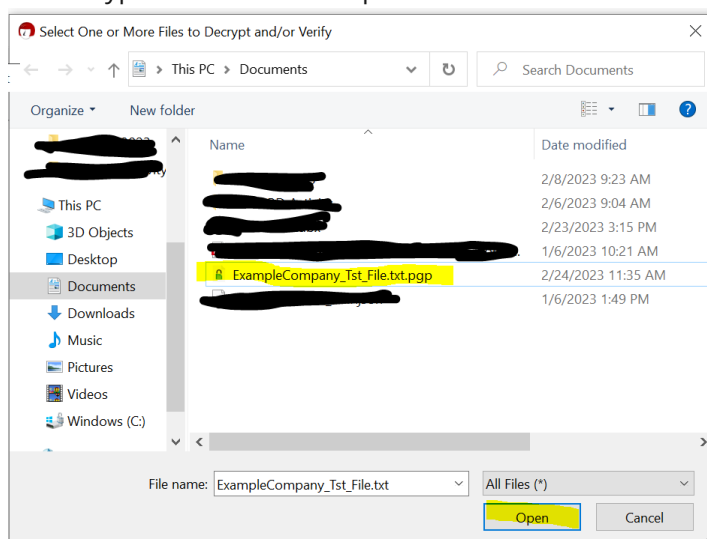 Select One or More Files to Decrypt and/or Verify
This PC > Documents
Search Documents
Organize New folder
Name Date modified
2/8/2023 9:23 AM
2/6/2023 9:04 AM
2/23/2023 3:15 PM
1/6/2023 10:21 AM
ExampleCompany_Tst_File.txt.pgp 2/24/2023 11:35 AM
1/6/2023 1:49 PM
This PC
3D Objects
Desktop
Documents
Downloads
Music
Pictures
Videos
Windows (C:)
File name: ExampleCompany_Tst_File.txt All Files (*)
Open Cancel